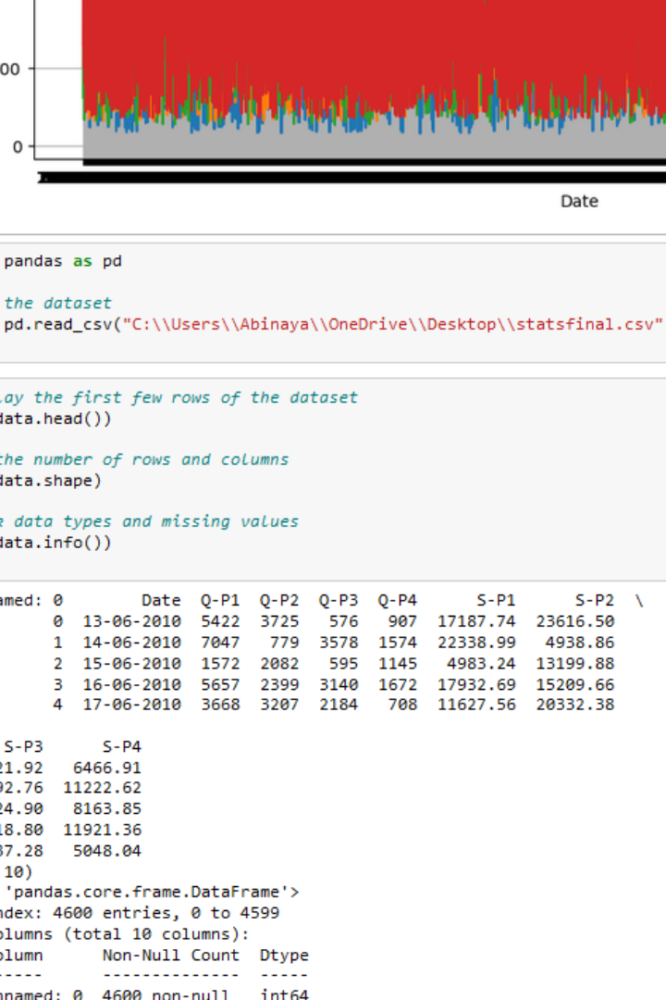 00
0
Date
pandas as pd
the dataset
pd.read_csv("C:\\Users\\Abinaya\\OneDrive\\Desktop\\statsfinal.csv"
lay the first few rows of the dataset
data.head())
the number of rows and columns
data.shape)
data types and missing values
data.info())
amed: 0 Date Q-P1 Q-P2 Q-P3 Q-P4 S-P1 S-P2 \
0 13-06-2010 5422 3725 576 907 17187.74 23616.50
1 14-06-2010 7047 779 3578 1574 22338.99 4938.86
2 15-06-2010 1572 2082 595 1145 4983.24 13199.88
3 16-06-2010 5657 2399 3140 1672 17932.69 15209.66
4 17-06-2010 3668 3207 2184 708 11627.56 20332.38
S-P3 S-P4
21.92 6466.91
92.76 11222.62
24.90 8163.85
18.80 11921.36
37.28 5048.04
10)
'pandas.core.frame.DataFrame'>
ndex: 4600 entries, 0 to 4599
olumns (total 10 columns):
olumn Non-Null Count Dtype
----- -------------- -----
nnamed: 0 4600 non-null int64